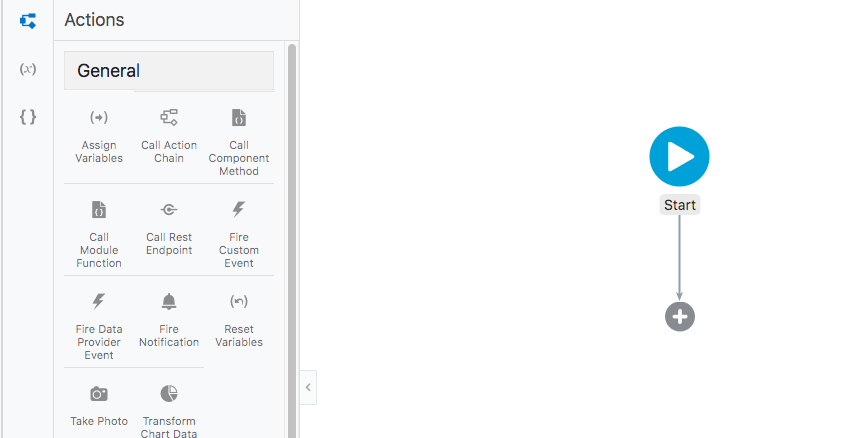 Actions
(x)
{ }
General
Assign
Variables
Call Action
Chain
Call
Component
Method
Call
Module
Function
Call Rest
Endpoint
Fire
Custom
Event
Fire Data
Provider
Event
Fire
Notification
Reset
Variables
Take Photo
Transform
Chart Data
Start